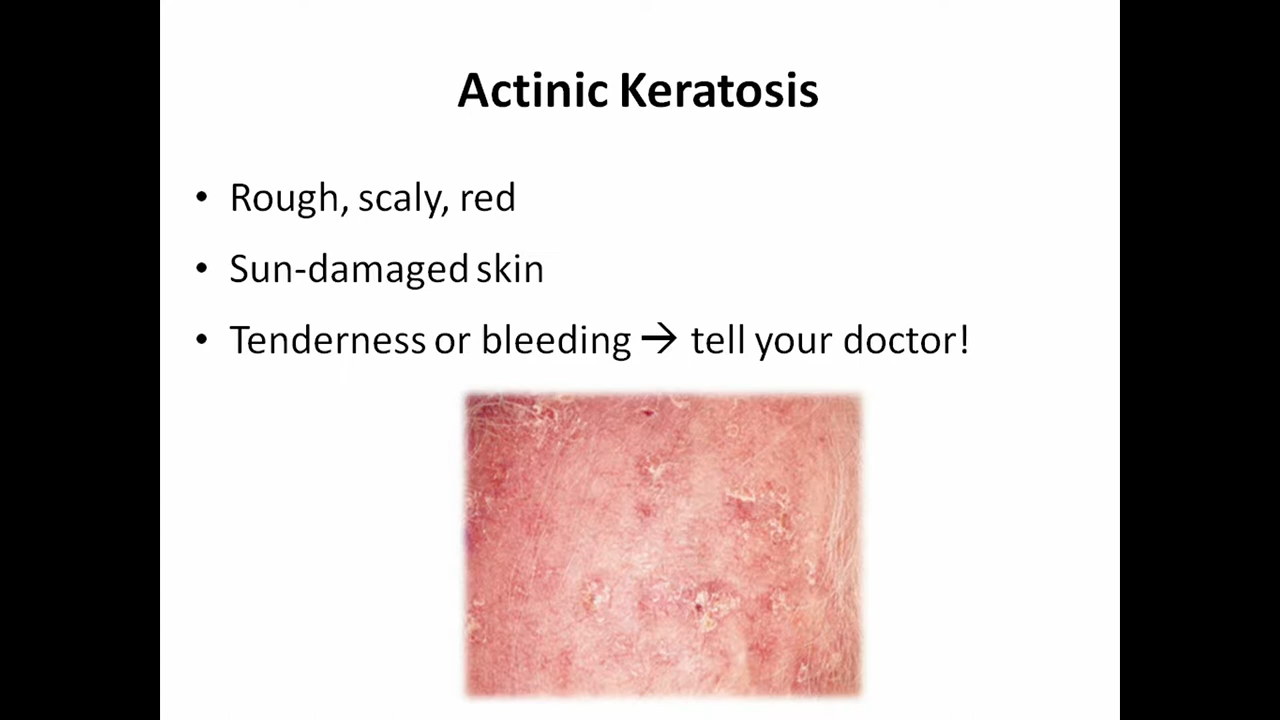 Actinic Keratosis
• Rough, scaly, red
• Sun-damaged skin
• Tenderness or bleeding → tell your doctor!